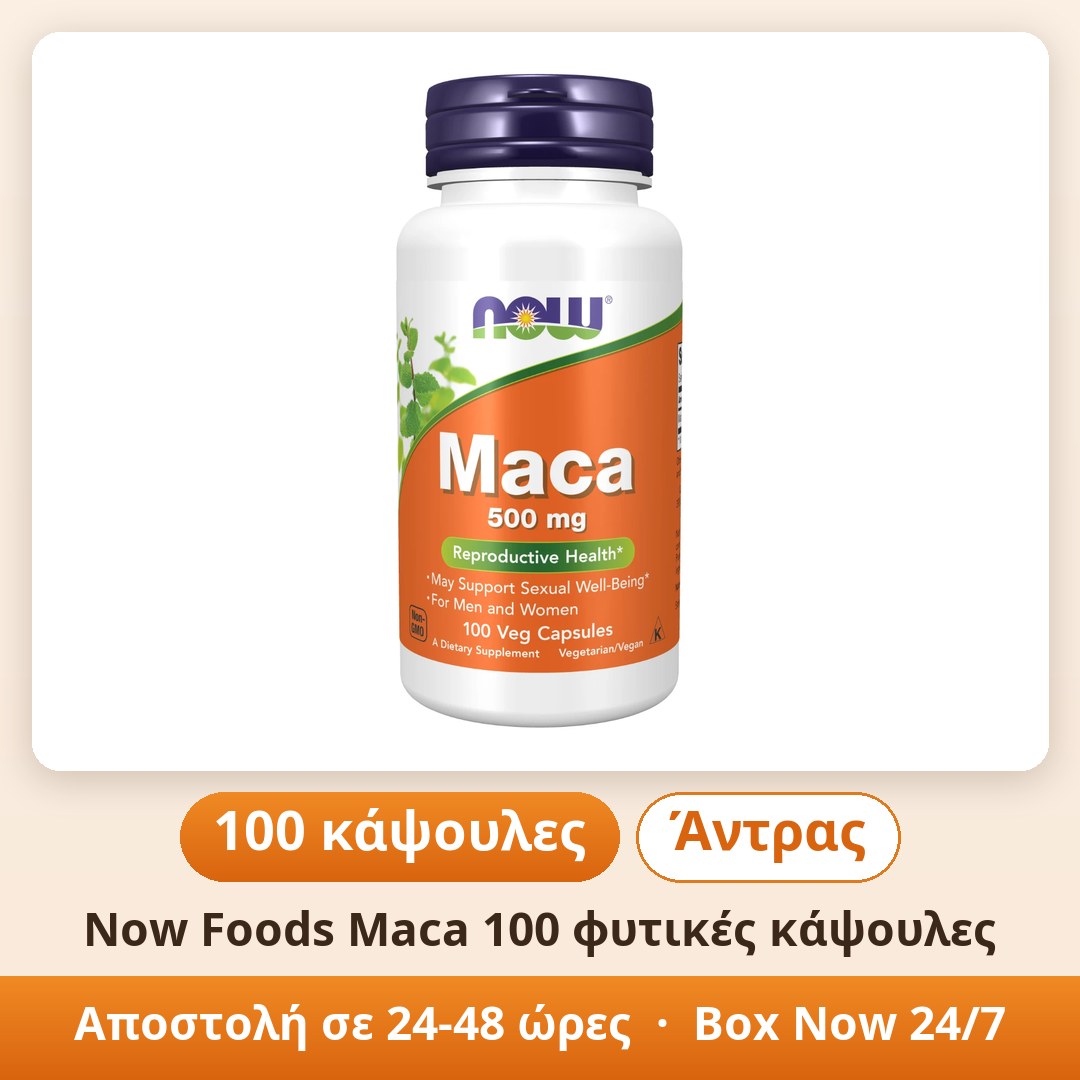 NOW®
Maca
500 mg
Reproductive Health*
•May Support Sexual Well-Being*
•For Men and Women
Non-GMO
100 Veg Capsules
K
A Dietary Supplement Vegetarian/Vegan
100 κάψουλες
Άντρας
Now Foods Maca 100 φυτικές κάψουλες
Αποστολή σε 24-48 ώρες · Box Now 24/7